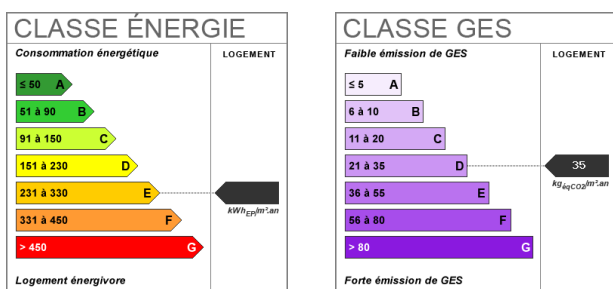 CLASSE ÉNERGIE
Consommation énergétique
LOGEMENT
≤ 50 A
51 à 90 B
91 à 150 C
151 à 230 D
231 à 330 E
331 à 450 F
> 450 G
kWhEP/m².an
Logement énergivore
CLASSE GES
Faible émission de GES
LOGEMENT
≤ 5 A
6 à 10 B
11 à 20 C
21 à 35 D
35
36 à 55 E
kgéqCO2/m².an
56 à 80 F
> 80 G
Forte émission de GES